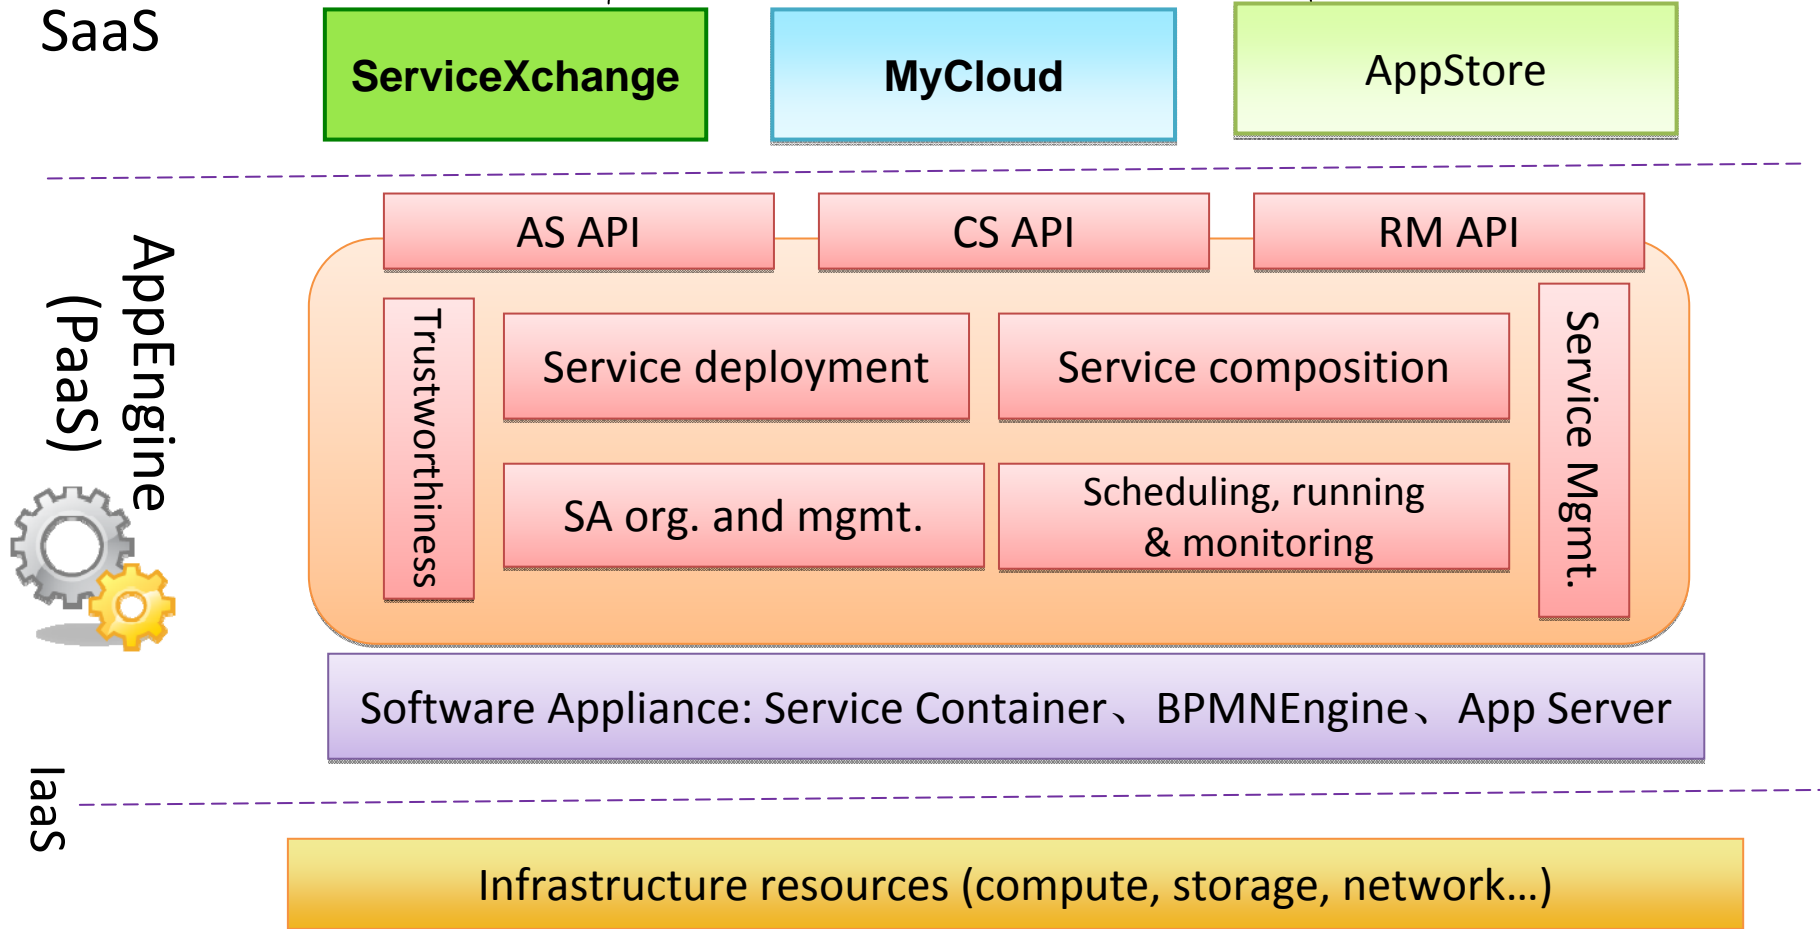 SaaS
ServiceXchange
MyCloud
AppStore
AS API
CS API
RM API
AppEngine
(PaaS)
Trustworthiness
Service deployment
Service composition
Service Mgmt.
SA org. and mgmt.
Scheduling, running
& monitoring
Software Appliance: Service Container、BPMNEngine、App Server
IaaS
Infrastructure resources (compute, storage, network…)